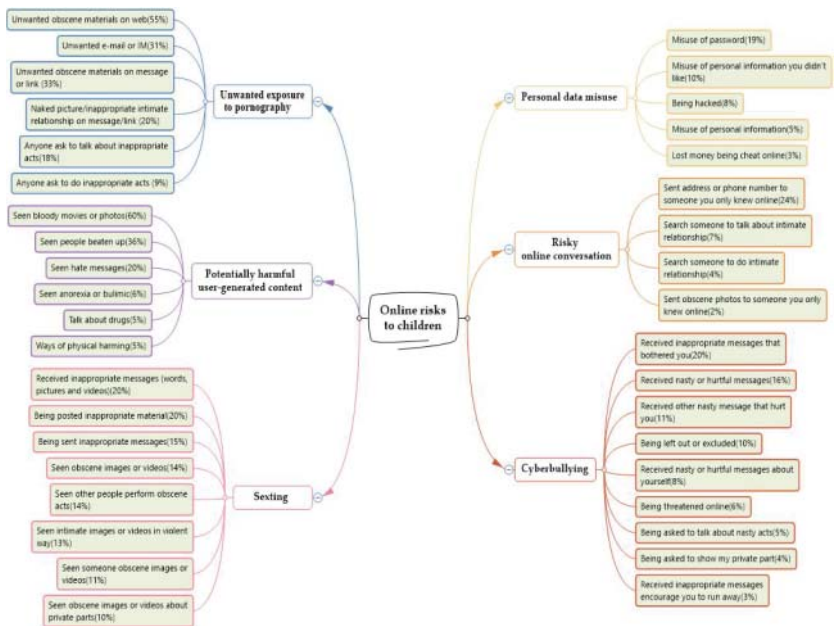 Unwanted obscene materials on web(55%)
Unwanted e-mail or IM(31%)
Unwanted obscene materials on message
or link (33%)
Naked picture/inappropriate intimate
relationship on message/link (20%)
Anyone ask to talk about inappropriate
acts(18%)
Anyone ask to do inappropriate acts (9%)
Unwanted exposure
to pornography
Seen bloody movies or photos(60%)
Seen people beaten up(36%)
Seen hate messages(20%)
Seen anorexia or bulimic(6%)
Talk about drugs(5%)
Ways of physical harming(5%)
Potentially harmful
user-generated content
Received inappropriate messages (words,
pictures and videos)(20%)
Being posted inappropriate material(20%)
Being sent inappropriate messages(15%)
Seen obscene images or videos(14%)
Seen other people perform obscene
acts(14%)
Seen intimate images or videos in violent
way(13%)
Seen someone obscene images or
videos(11%)
Seen obscene images or videos about
private parts(10%)
Sexting
Online risks
to children
Personal data misuse
Misuse of password(19%)
Misuse of personal information you didn't
like(10%)
Being hacked(8%)
Misuse of personal information(5%)
Lost money being cheat online(3%)
Risky
online conversation
Sent address or phone number to
someone you only knew online(24%)
Search someone to talk about intimate
relationship(7%)
Search someone to do intimate
relationship(4%)
Sent obscene photos to someone you only
knew online(2%)
Cyberbullying
Received inappropriate messages that
bothered you(20%)
Received nasty or hurtful messages(16%)
Received other nasty message that hurt
you(11%)
Being left out or excluded(10%)
Received nasty or hurtful messages about
yourself(8%)
Being threatened online(6%)
Being asked to talk about nasty acts(5%)
Being asked to show my private part(4%)
Received inappropriate messages
encourage you to run away(3%)